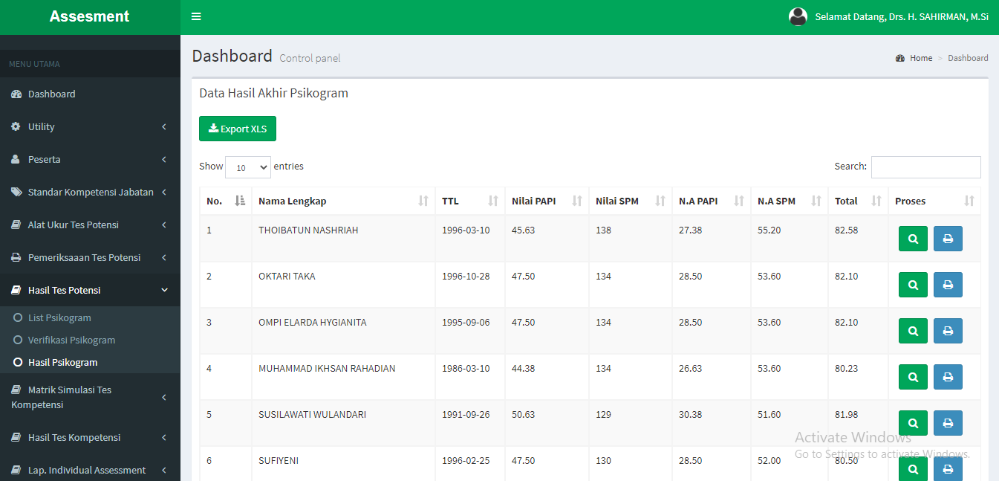 Assesment
Selamat Datang, Drs. H. SAHIRMAN, M.Si
MENU UTAMA
Dashboard
Utility
Peserta
Standar Kompetensi Jabatan
Alat Ukur Tes Potensi
Pemeriksaaan Tes Potensi
Hasil Tes Potensi
List Psikogram
Verifikasi Psikogram
Hasil Psikogram
Matrik Simulasi Tes
Kompetensi
Hasil Tes Kompetensi
Lap. Individual Assessment
Dashboard Control panel
Home > Dashboard
Data Hasil Akhir Psikogram
Export XLS
Show 10 entries
Search:
No. Nama Lengkap TTL Nilai PAPI Nilai SPM N.A PAPI N.A SPM Total Proses
1 THOIBATUN NASHRIAH 1996-03-10 45.63 138 27.38 55.20 82.58
2 OKTARI TAKA 1996-10-28 47.50 134 28.50 53.60 82.10
3 OMPI ELARDA HYGIANITA 1995-09-06 47.50 134 28.50 53.60 82.10
4 MUHAMMAD IKHSAN RAHADIAN 1986-03-10 44.38 134 26.63 53.60 80.23
5 SUSILAWATI WULANDARI 1991-09-26 50.63 129 30.38 51.60 81.98
6 SUFIYENI 1996-02-25 47.50 130 28.50 52.00 80.50
Activate Windows
Go to Settings to activate Windows.